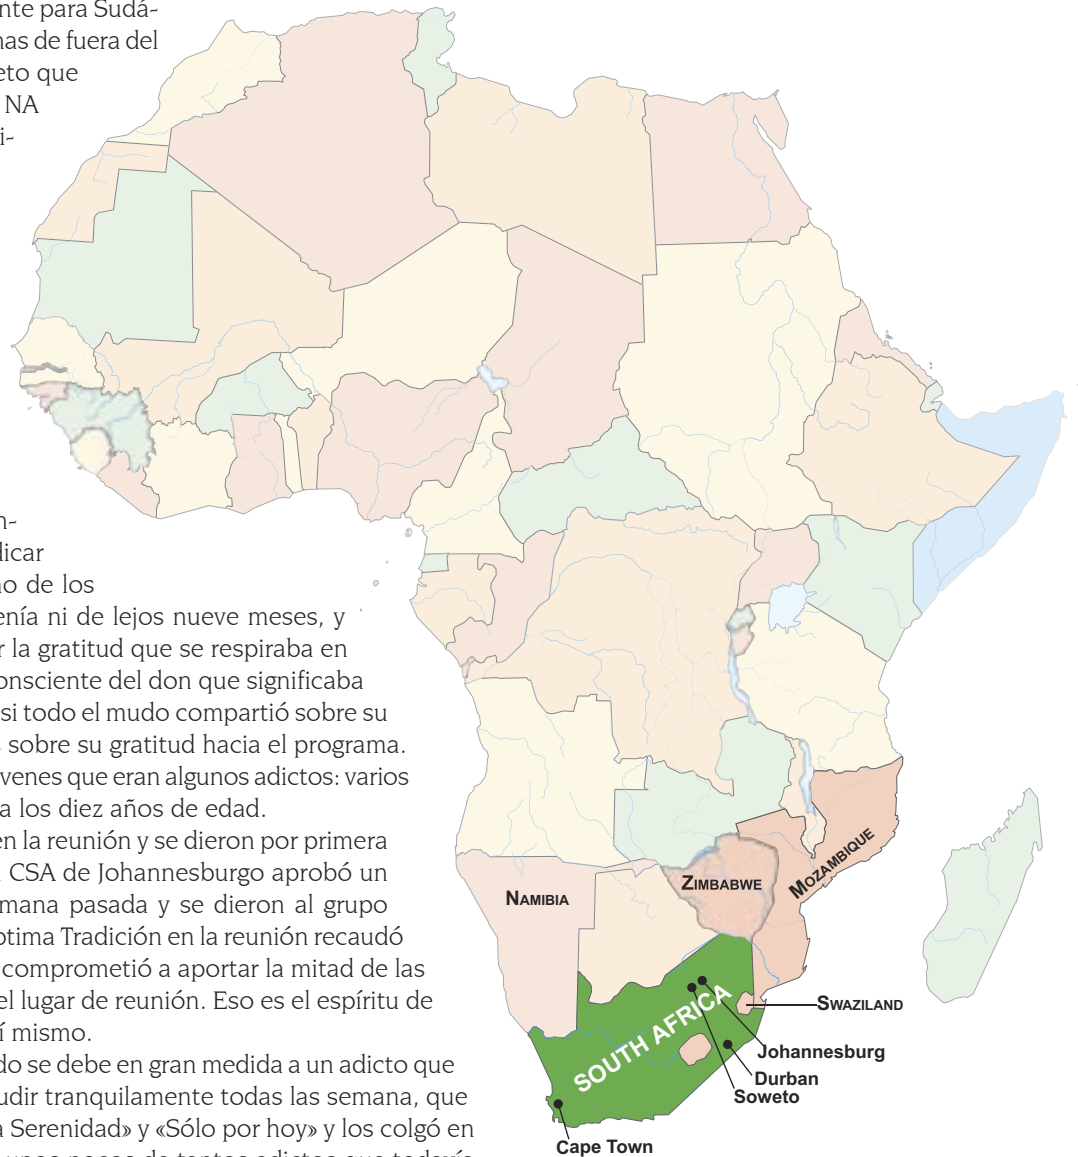 nte para Sudá-
nas de fuera del
eto que
NA
i-
n-
dicar
no de los
enía ni de lejos nueve meses, y
r la gratitud que se respiraba en
onsciente del don que significaba
si todo el mudo compartió sobre su
s sobre su gratitud hacia el programa.
venes que eran algunos adictos: varios
a los diez años de edad.
en la reunión y se dieron por primera
CSA de Johannesburgo aprobó un
mana pasada y se dieron al grupo
ptima Tradición en la reunión recaudó
comprometió a aportar la mitad de las
el lugar de reunión. Eso es el espíritu de
í mismo.
do se debe en gran medida a un adicto que
udir tranquilamente todas las semana, que
a Serenidad» y «Sólo por hoy» y los colgó en
NAMIBIA
ZIMBABWE
MOZAMBIQUE
SWAZILAND
SOUTH AFRICA
Johannesburg
Durban
Soweto
Cape Town